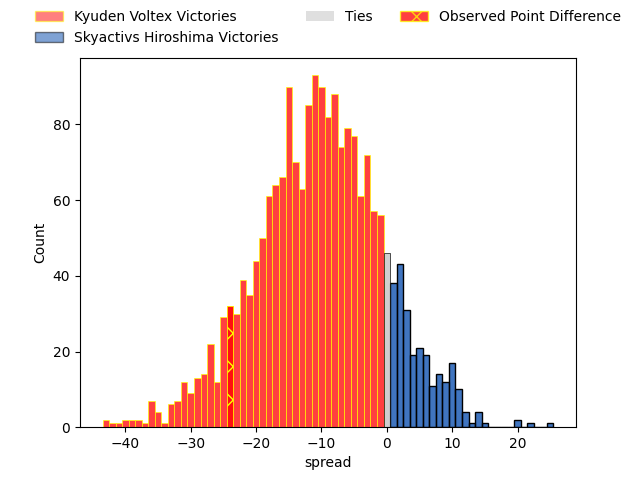 Kyuden Voltex Victories
Ties
Observed Point Difference
Skyactivs Hiroshima Victories
80
60
40
20
0
Count
−40
−30
−20
−10
0
10
20
spread